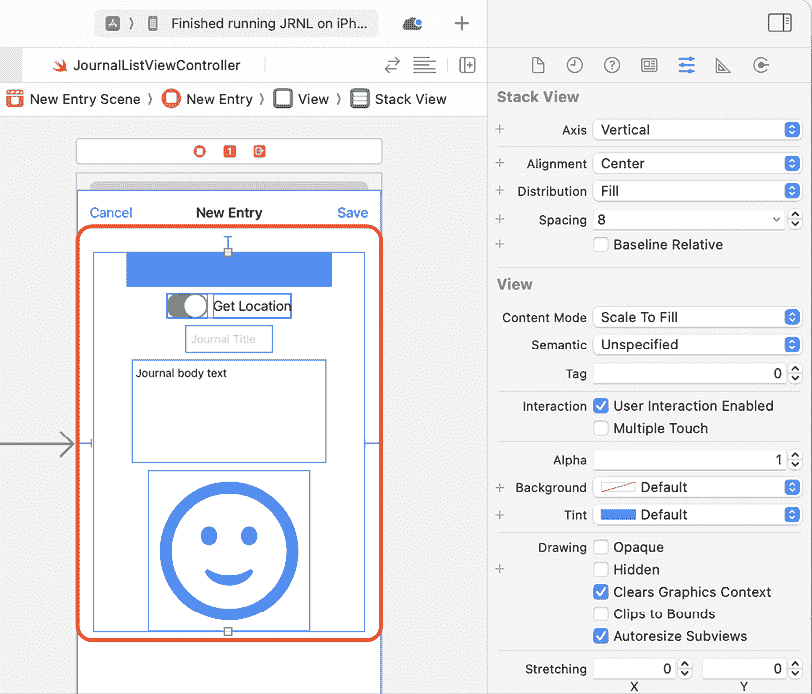 Finished running JRNL on iPh...
JournalListViewController
New Entry Scene 〉 New Entry 〉 View 〉 Stack View
1
Cancel New Entry Save
Get Location
Journal Title
Journal body text
Stack View
Axis Vertical
Alignment Center
Distribution Fill
Spacing 8
Baseline Relative
View
Content Mode Scale To Fill
Semantic Unspecified
Tag 0
Interaction User Interaction Enabled
Multiple Touch
Alpha 1
Background Default
Tint Default
Drawing Opaque
Hidden
Clears Graphics Context
Clips to Bounds
Autoresize Subviews
Stretching 0 0
X Y